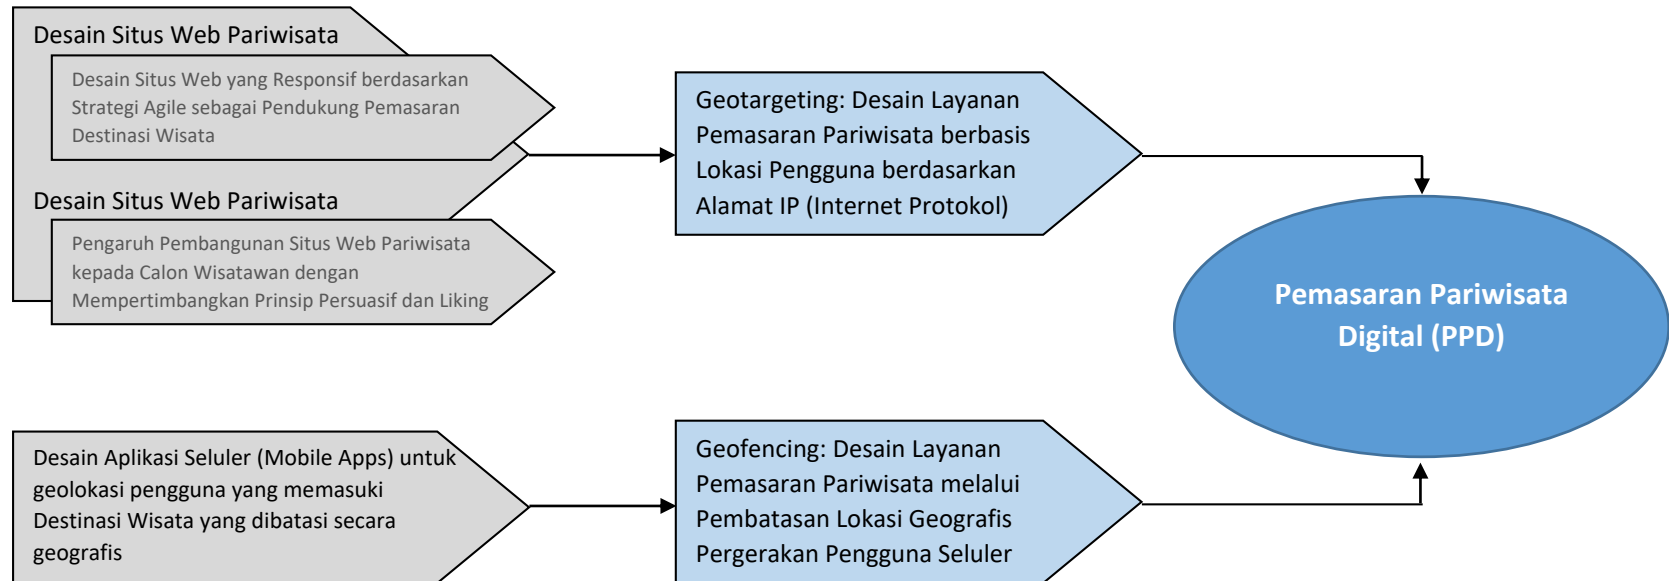 Desain Situs Web Pariwisata
Desain Situs Web yang Responsif berdasarkan
Strategi Agile sebagai Pendukung Pemasaran
Destinasi Wisata
Desain Situs Web Pariwisata
Pengaruh Pembangunan Situs Web Pariwisata
kepada Calon Wisatawan dengan
Mempertimbangkan Prinsip Persuasif dan Liking
Geotargeting: Desain Layanan
Pemasaran Pariwisata berbasis
Lokasi Pengguna berdasarkan
Alamat IP (Internet Protokol)
Pemasaran Pariwisata
Digital (PPD)
Desain Aplikasi Seluler (Mobile Apps) untuk
geolokasi pengguna yang memasuki
Destinasi Wisata yang dibatasi secara
geografis
Geofencing: Desain Layanan
Pemasaran Pariwisata melalui
Pembatasan Lokasi Geografis
Pergerakan Pengguna Seluler